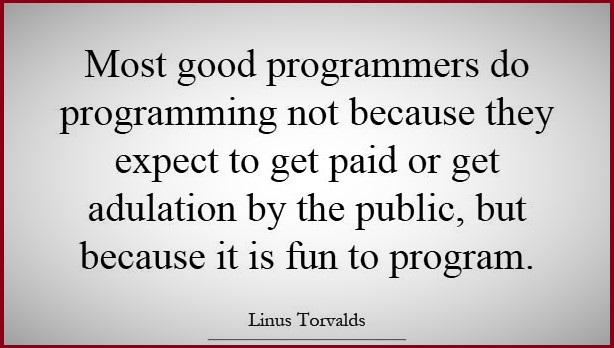 Most good programmers do
programming not because they
expect to get paid or get
adulation by the public, but
because it is fun to program.
Linus Torvalds